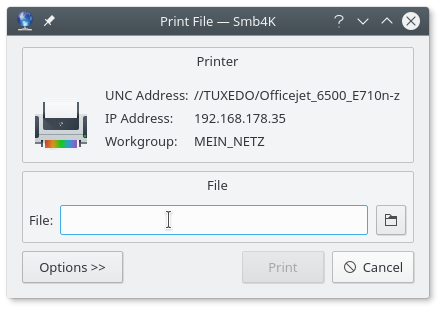 Print File — Smb4K
Printer
UNC Address: //TUXEDO/Officejet_6500_E710n-z
IP Address: 192.168.178.35
Workgroup: MEIN_NETZ
File
File:
Options >> Print Cancel